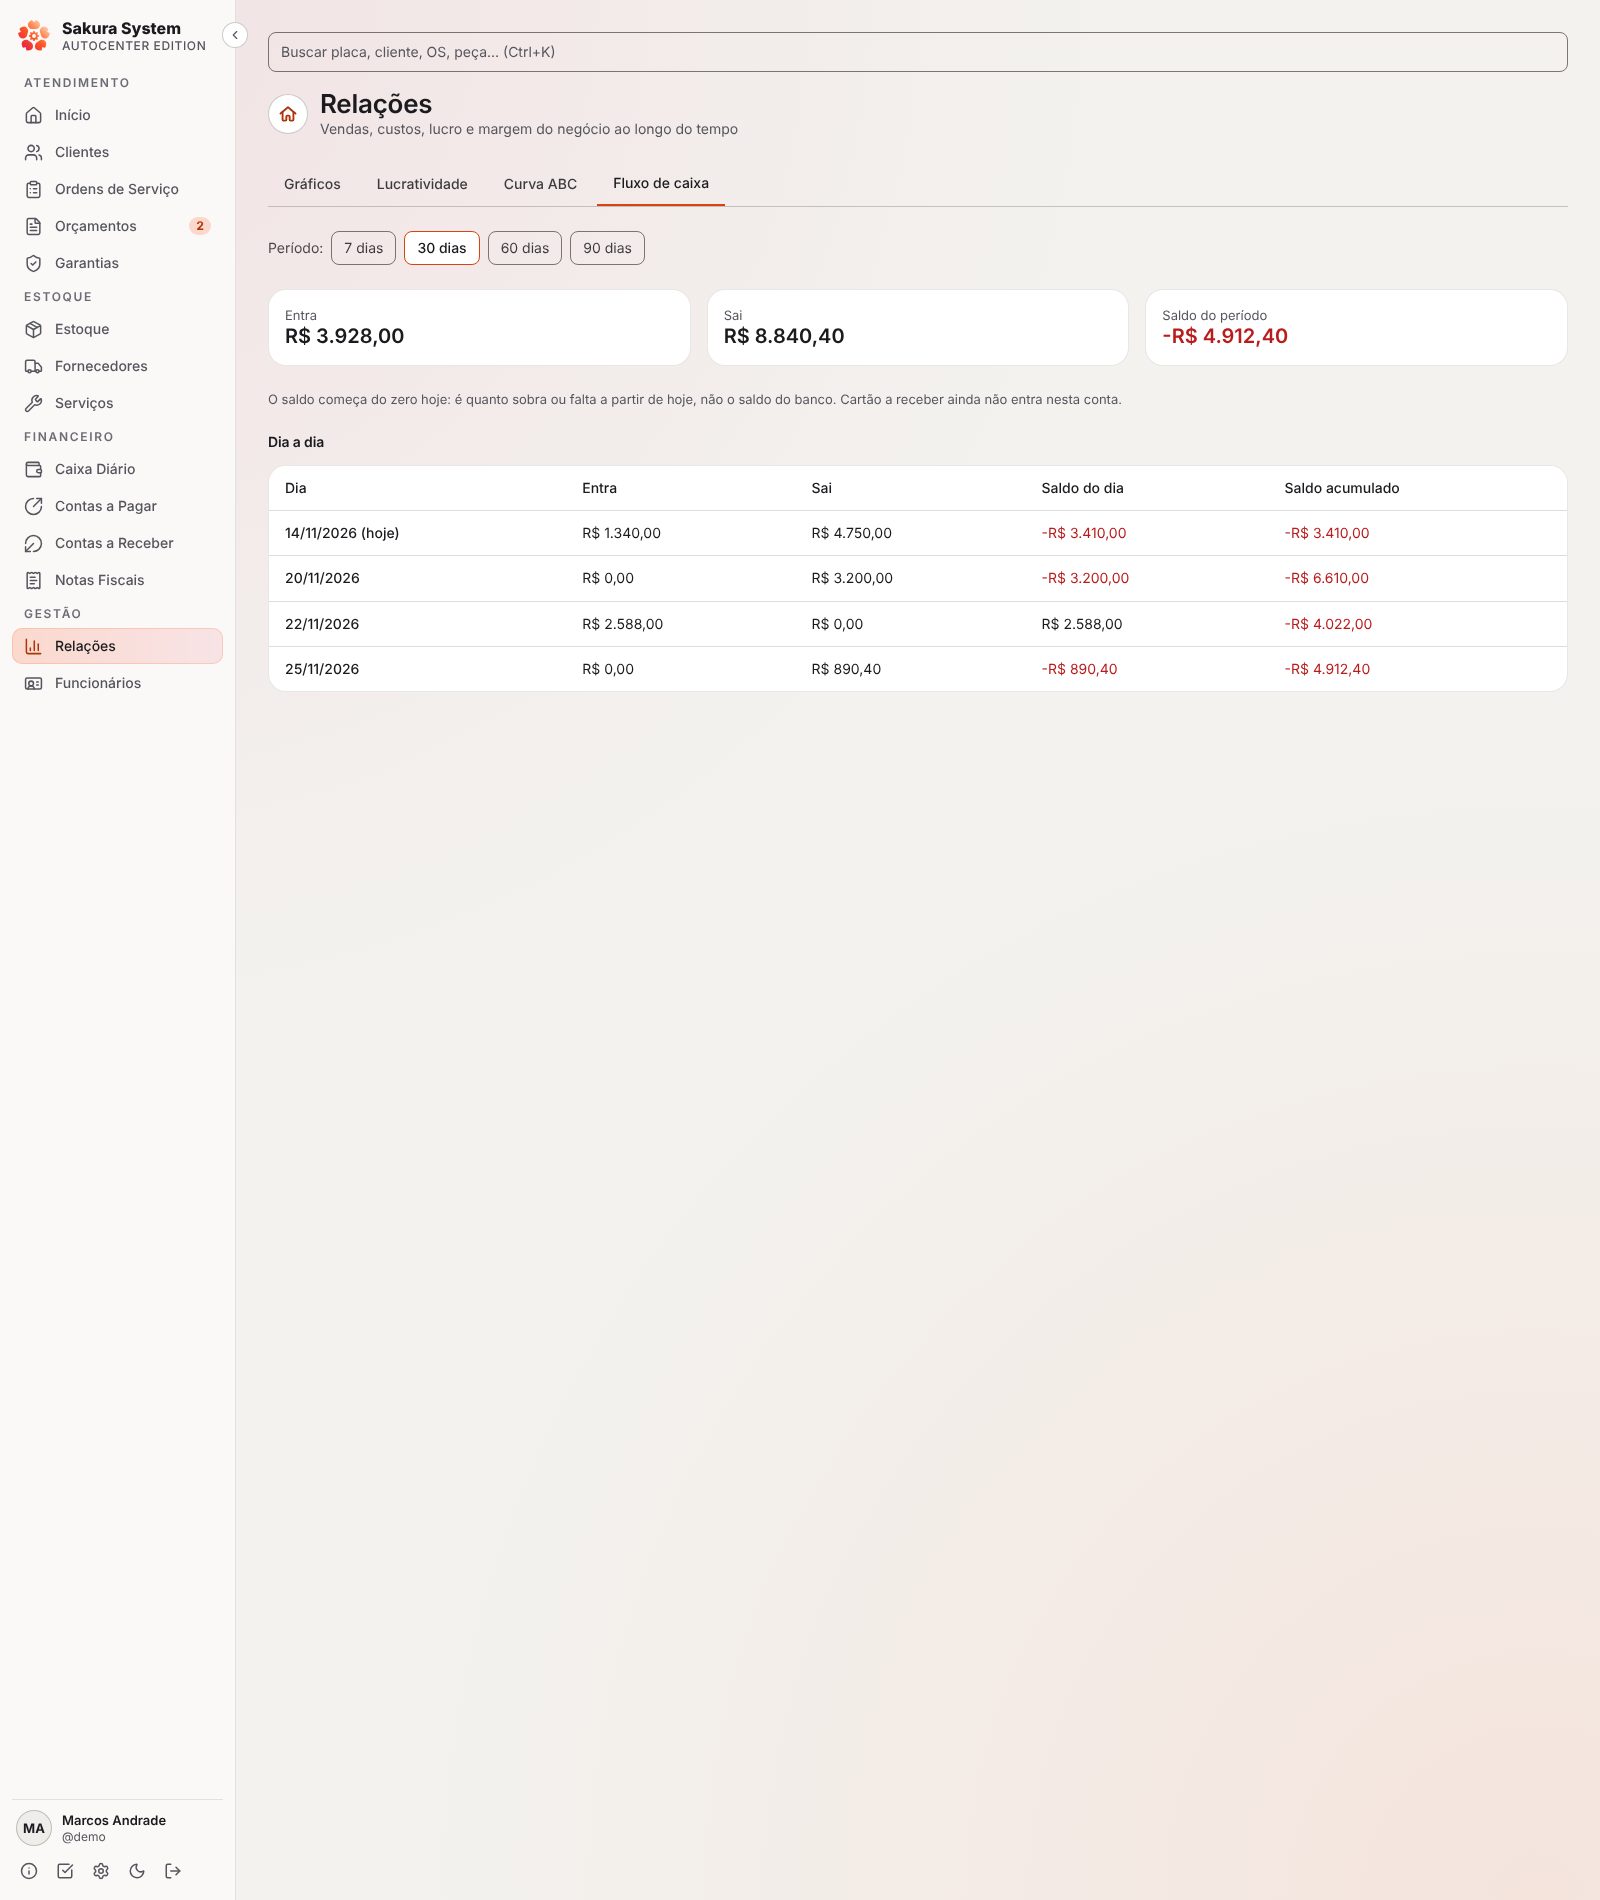 Sakura System
AUTOCENTER EDITION
ATENDIMENTO
Início
Clientes
Ordens de Serviço
Orçamentos 2
Garantias
ESTOQUE
Estoque
Fornecedores
Serviços
FINANCEIRO
Caixa Diário
Contas a Pagar
Contas a Receber
Notas Fiscais
GESTÃO
Relações
Funcionários
MA
Marcos Andrade
@demo
Buscar placa, cliente, OS, peça... (Ctrl+K)
Relações
Vendas, custos, lucro e margem do negócio ao longo do tempo
Gráficos Lucratividade Curva ABC Fluxo de caixa
Período: 7 dias 30 dias 60 dias 90 dias
Entra
R$ 3.928,00
Sai
R$ 8.840,40
Saldo do período
-R$ 4.912,40
O saldo começa do zero hoje: é quanto sobra ou falta a partir de hoje, não o saldo do banco. Cartão a receber ainda não entra nesta conta.
Dia a dia
Dia Entra Sai Saldo do dia Saldo acumulado
14/11/2026 (hoje) R$ 1.340,00 R$ 4.750,00 -R$ 3.410,00 -R$ 3.410,00
20/11/2026 R$ 0,00 R$ 3.200,00 -R$ 3.200,00 -R$ 6.610,00
22/11/2026 R$ 2.588,00 R$ 0,00 R$ 2.588,00 -R$ 4.022,00
25/11/2026 R$ 0,00 R$ 890,40 -R$ 890,40 -R$ 4.912,40